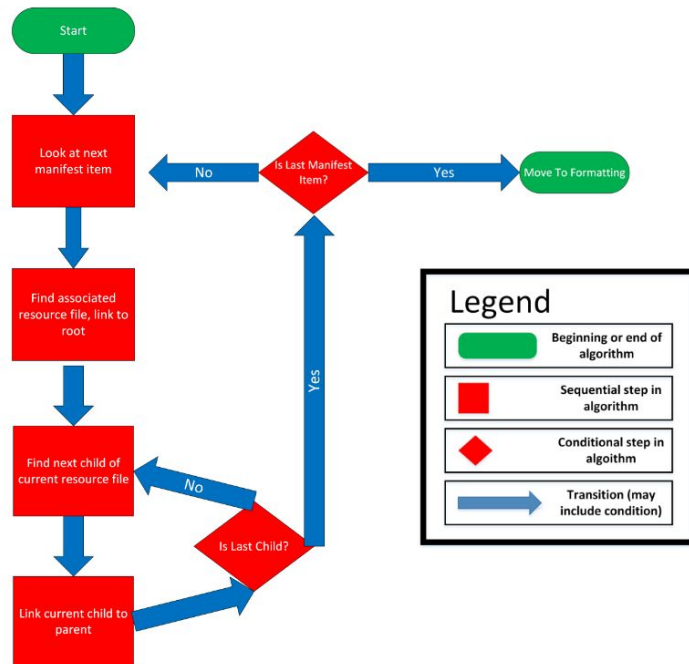 Start
Look at next
manifest item
No
Is Last Manifest
Item?
Yes
Move To Formatting
Find associated
resource file, link to
root
Yes
Find next child of
current resource file
No
Is Last Child?
Link current child to
parent
Legend
Beginning or end of
algorithm
Sequential step in
algorithm
Conditional step in
algoithm
Transition (may
include condition)